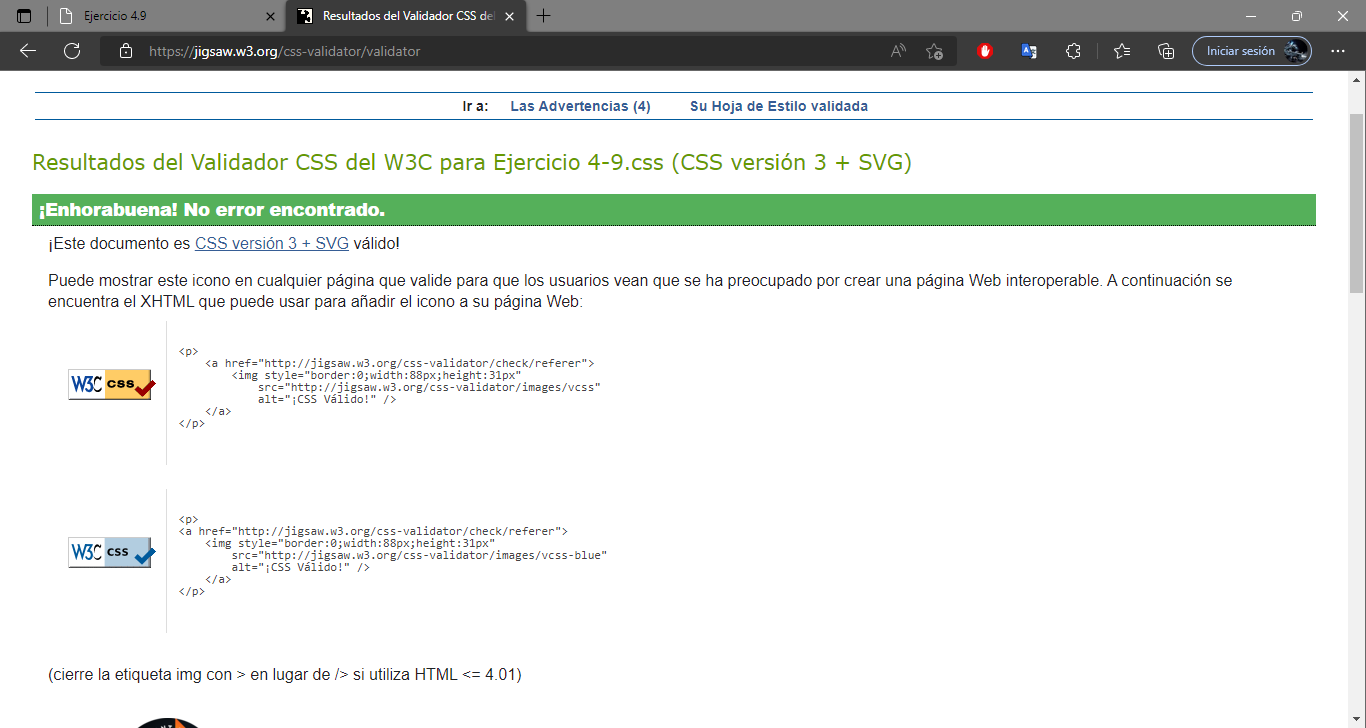 Ejercicio 4.9
Resultados del Validador CSS del
https://jigsaw.w3.org/css-validator/validator
Iniciar sesión
Ir a: Las Advertencias (4) Su Hoja de Estilo validada
Resultados del Validador CSS del W3C para Ejercicio 4-9.css (CSS versión 3 + SVG)
¡Enhorabuena! No error encontrado.
¡Este documento es CSS versión 3 + SVG válido!
Puede mostrar este icono en cualquier página que valide para que los usuarios vean que se ha preocupado por crear una página Web interoperable. A continuación se
encuentra el XHTML que puede usar para añadir el icono a su página Web:
W3C css
<p>
<a href="http://jigsaw.w3.org/css-validator/check/referer">
<img style="border:0;width:88px;height:31px"
src="http://jigsaw.w3.org/css-validator/images/vcss"
alt="¡CSS Válido!" />
</a>
</p>
W3C css
<p>
<a href="http://jigsaw.w3.org/css-validator/check/referer">
<img style="border:0;width:88px;height:31px"
src="http://jigsaw.w3.org/css-validator/images/vcss-blue"
alt="¡CSS Válido!" />
</a>
</p>
(cierre la etiqueta img con > en lugar de /> si utiliza HTML <= 4.01)